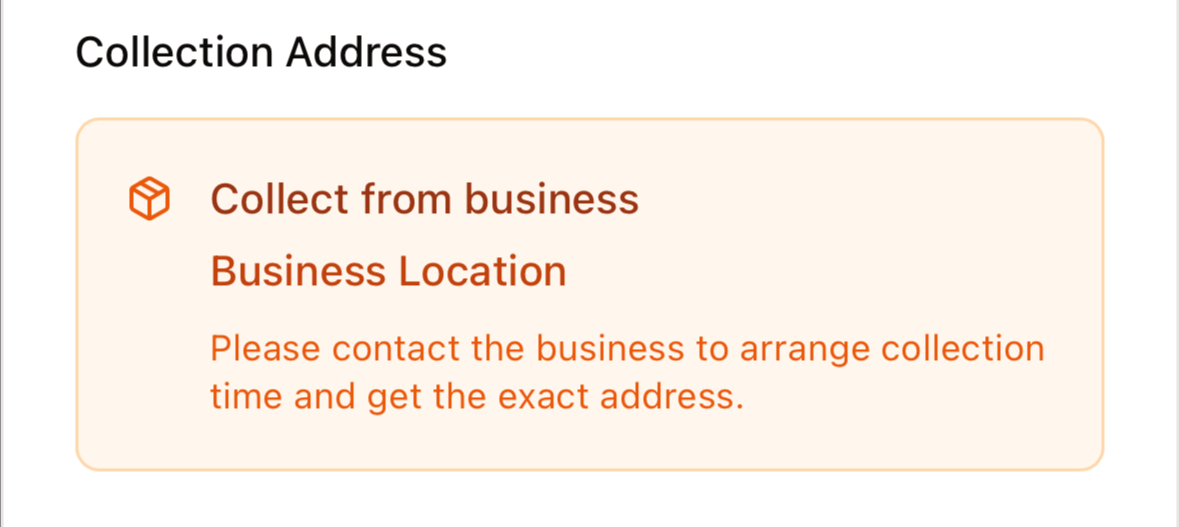 Collection Address
Collect from business
Business Location
Please contact the business to arrange collection
time and get the exact address.